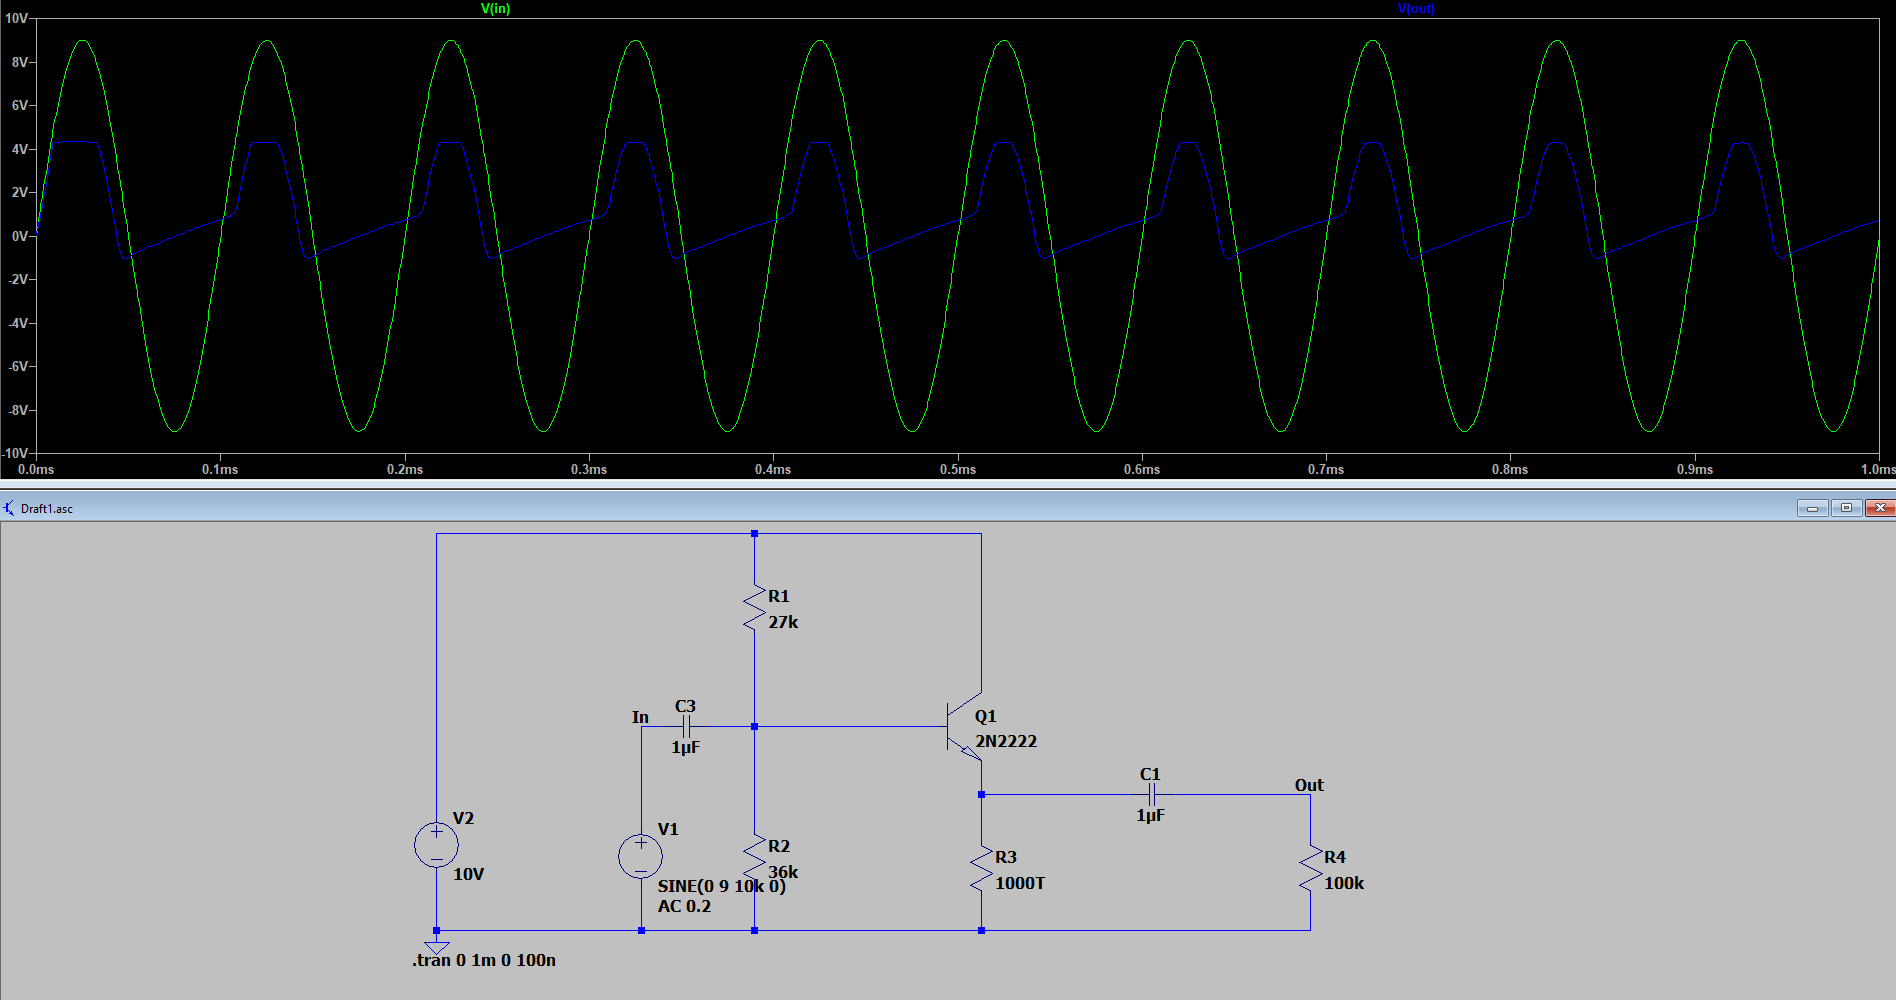 V(in)
V(out)
10V
8V
6V
4V
2V
0V
-2V
-4V
-6V
-8V
-10V
0.0ms
0.1ms
0.2ms
0.3ms
0.4ms
0.5ms
0.6ms
0.7ms
0.8ms
0.9ms
1.0ms
Draft1.asc
R1
27k
C3
In
1µF
Q1
2N2222
C1
Out
1µF
V2
10V
V1
SINE(0 9 10k 0)
AC 0.2
R2
36k
R3
1000T
R4
100k
.tran 0 1m 0 100n